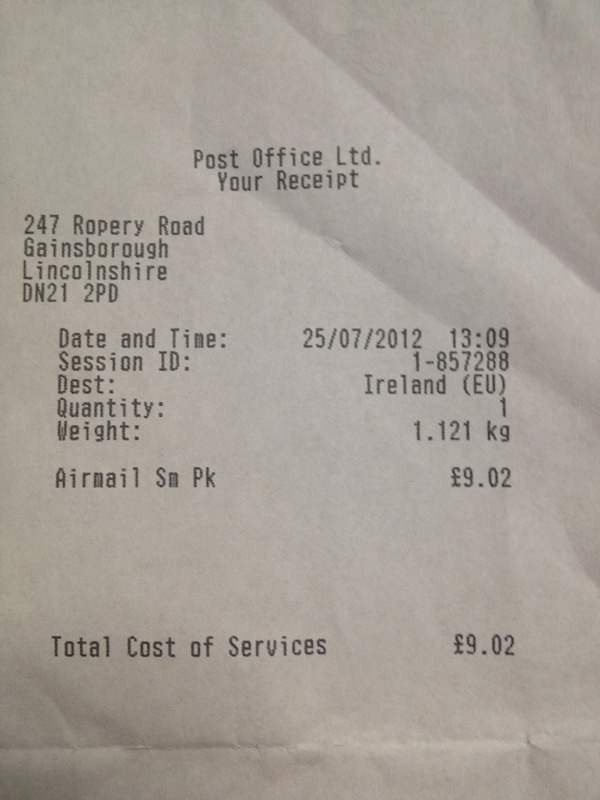 Post Office Ltd.
Your Receipt
247 Ropery Road
Gainsborough
Lincolnshire
DN21 2PD
Date and Time: 25/07/2012 13:09
Session ID: 1-857288
Dest: Ireland (EU)
Quantity: 1
Weight: 1.121 kg
Airmail Sm Pk £9.02
Total Cost of Services £9.02